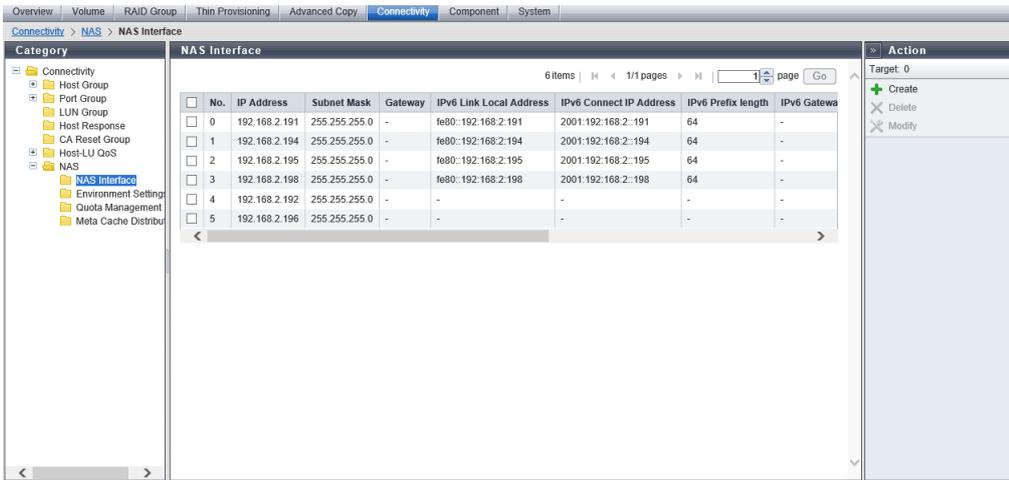 Overview Volume RAID Group Thin Provisioning Advanced Copy Connectivity Component System
Connectivity > NAS > NAS Interface
Category
Connectivity
Host Group
Port Group
LUN Group
Host Response
CA Reset Group
Host-LU QoS
NAS
NAS Interface
Environment Settings
Quota Management
Meta Cache Distribut
NAS Interface
6 items 1/1 pages 1 page Go
No. IP Address Subnet Mask Gateway IPv6 Link Local Address IPv6 Connect IP Address IPv6 Prefix length IPv6 Gatewa
0 192.168.2.191 255.255.255.0 - fe80::192:168:2:191 2001:192:168:2::191 64 -
1 192.168.2.194 255.255.255.0 - fe80::192:168:2:194 2001:192:168:2::194 64 -
2 192.168.2.195 255.255.255.0 - fe80::192:168:2:195 2001:192:168:2::195 64 -
3 192.168.2.198 255.255.255.0 - fe80::192:168:2:198 2001:192:168:2::198 64 -
4 192.168.2.192 255.255.255.0 - - - - -
5 192.168.2.196 255.255.255.0 - - - - -
» Action
Target: 0
Create
Delete
Modify